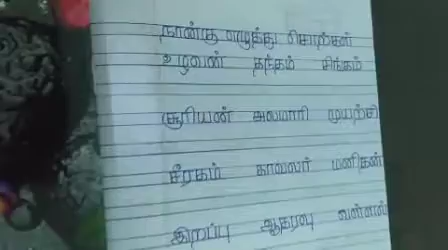 நான்கு எழுத்து சொற்கள்
உழவன் தந்தம் சிங்கம்
சூரியன் அலமாரி முயற்சி
சீரகம் காவலர் மனிதன்
இறப்பு ஆதரவு வள்ளல்